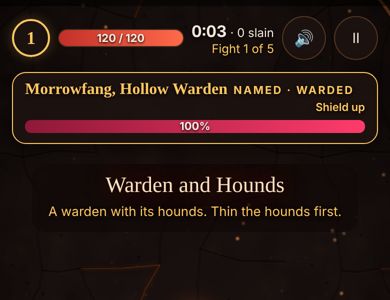 1
120 / 120
0:03 · 0 slain
Fight 1 of 5
Morrowfang, Hollow Warden NAMED · WARDED
Shield up
100%
Warden and Hounds
A warden with its hounds. Thin the hounds first.